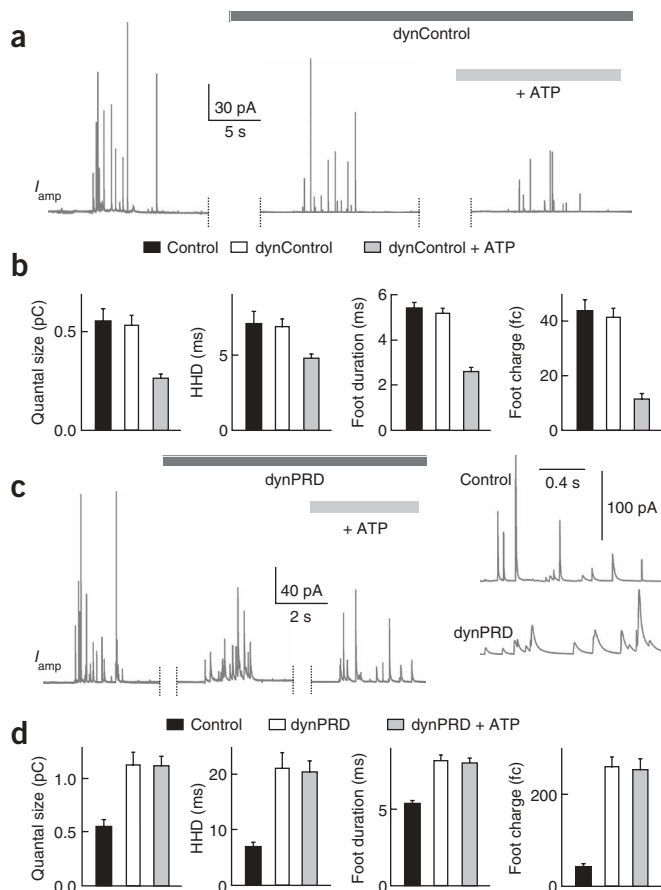 a
dynControl
+ ATP
30 pA
5 s
Iamp
Control dynControl dynControl + ATP
b
Quantal size (pC)
0.5
0.0
HHD (ms)
5
0
Foot duration (ms)
6
4
2
0
Foot charge (fc)
40
20
0
c
dynPRD
+ ATP
40 pA
2 s
Iamp
Control
0.4 s
100 pA
dynPRD
Control dynPRD dynPRD + ATP
d
Quantal size (pC)
1.0
0.5
0
HHD (ms)
20
10
0
Foot duration (ms)
5
0
Foot charge (fc)
200
0